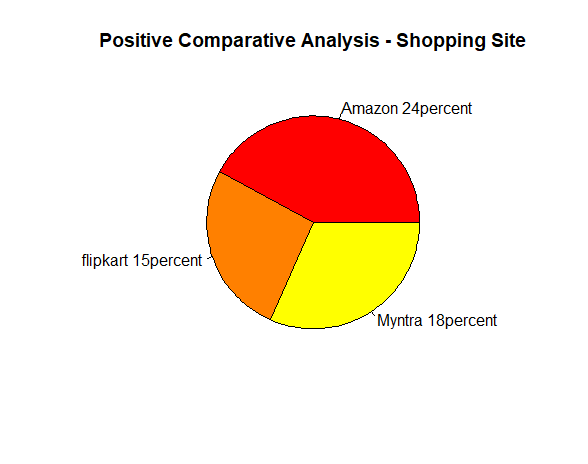 Positive Comparative Analysis - Shopping Site
Amazon 24percent
flipkart 15percent
Myntra 18percent